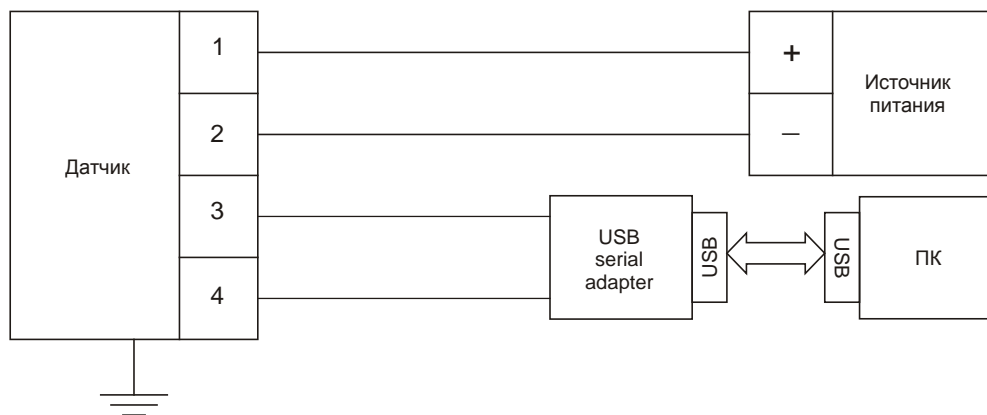 Датчик
1
2
3
4
+
–
Источник
питания
USB
serial
adapter
USB
USB
ПК